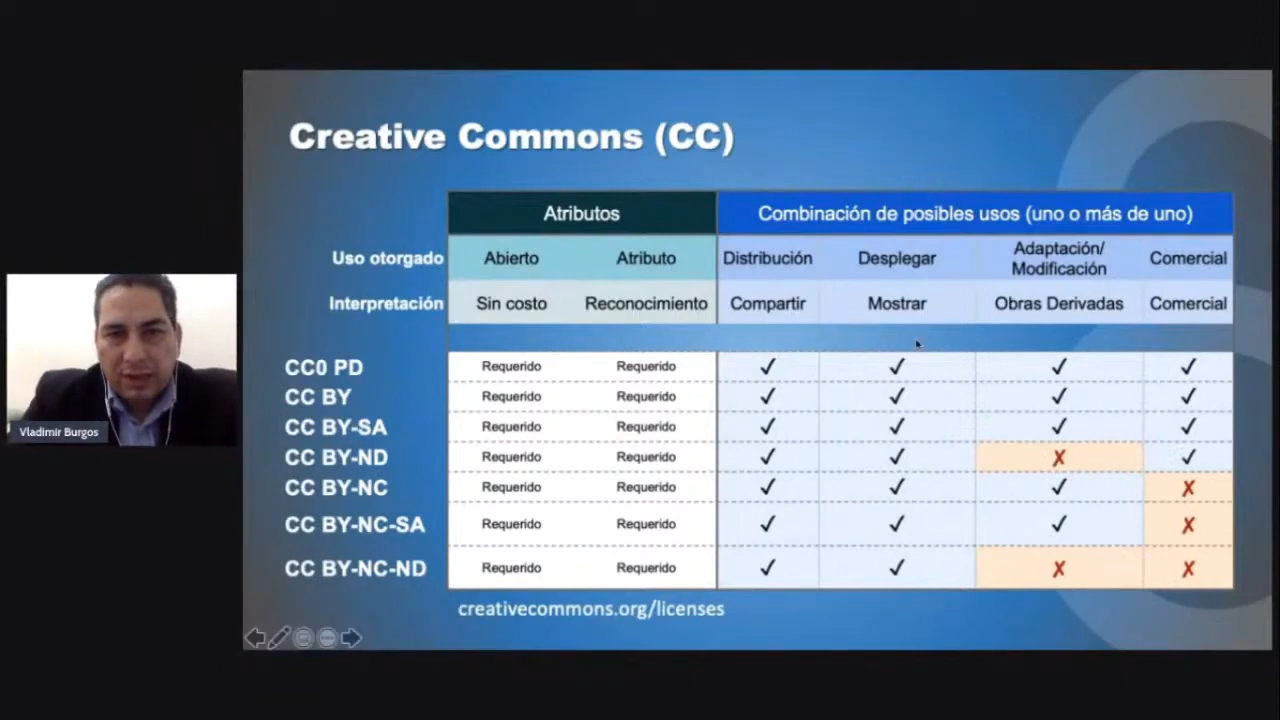 Creative Commons (CC)
Atributos Combinación de posibles usos (uno o más de uno)
Uso otorgado Abierto Atributo Distribución Desplegar Adaptación/ Modificación Comercial
Interpretación Sin costo Reconocimiento Compartir Mostrar Obras Derivadas Comercial
CC0 PD Requerido Requerido ✓ ✓ ✓ ✓
CC BY Requerido Requerido ✓ ✓ ✓ ✓
CC BY-SA Requerido Requerido ✓ ✓ ✓ ✓
CC BY-ND Requerido Requerido ✓ ✓ ✗ ✓
CC BY-NC Requerido Requerido ✓ ✓ ✓ ✗
CC BY-NC-SA Requerido Requerido ✓ ✓ ✓ ✗
CC BY-NC-ND Requerido Requerido ✓ ✓ ✗ ✗
creativecommons.org/licenses
Vladimir Burgos